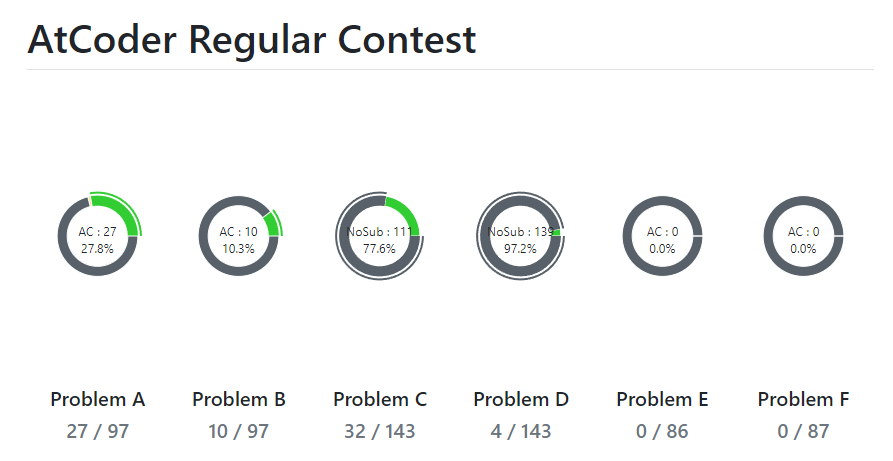 AtCoder Regular Contest
AC : 27
27.8%
AC : 10
10.3%
NoSub : 111
77.6%
NoSub : 139
97.2%
AC : 0
0.0%
AC : 0
0.0%
Problem A
27 / 97
Problem B
10 / 97
Problem C
32 / 143
Problem D
4 / 143
Problem E
0 / 86
Problem F
0 / 87